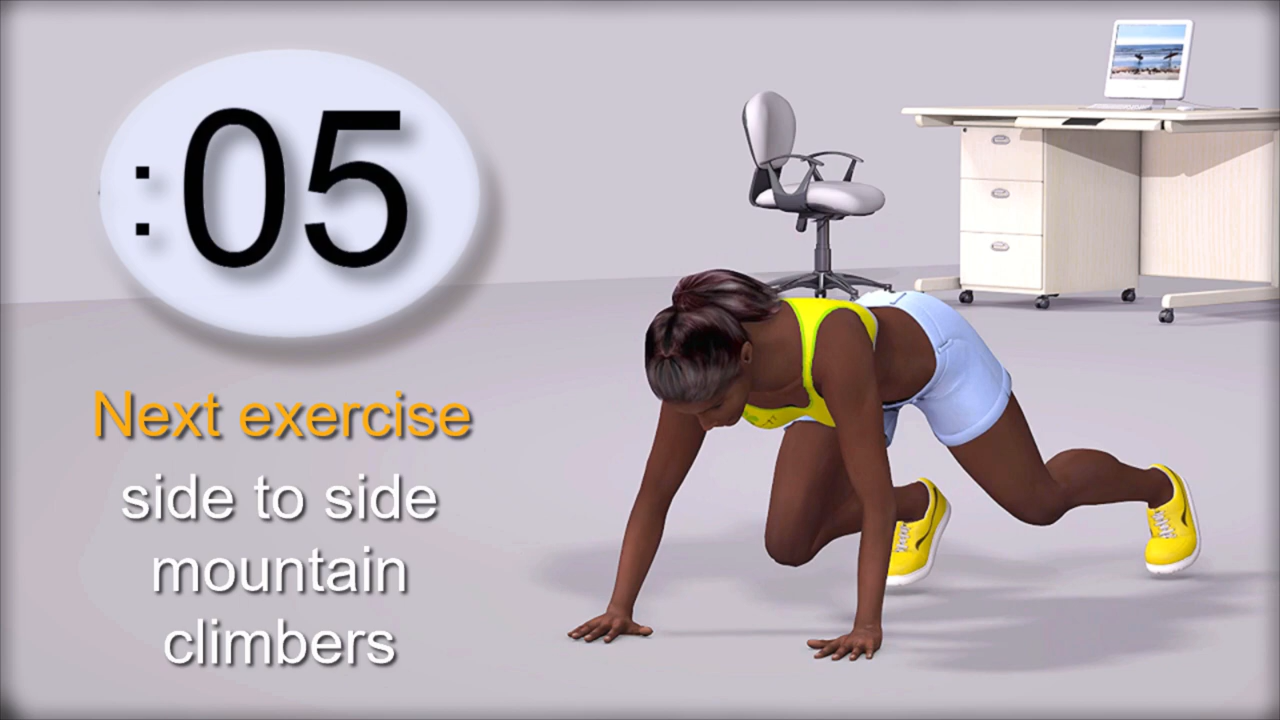 :05
Next exercise
side to side
mountain
climbers